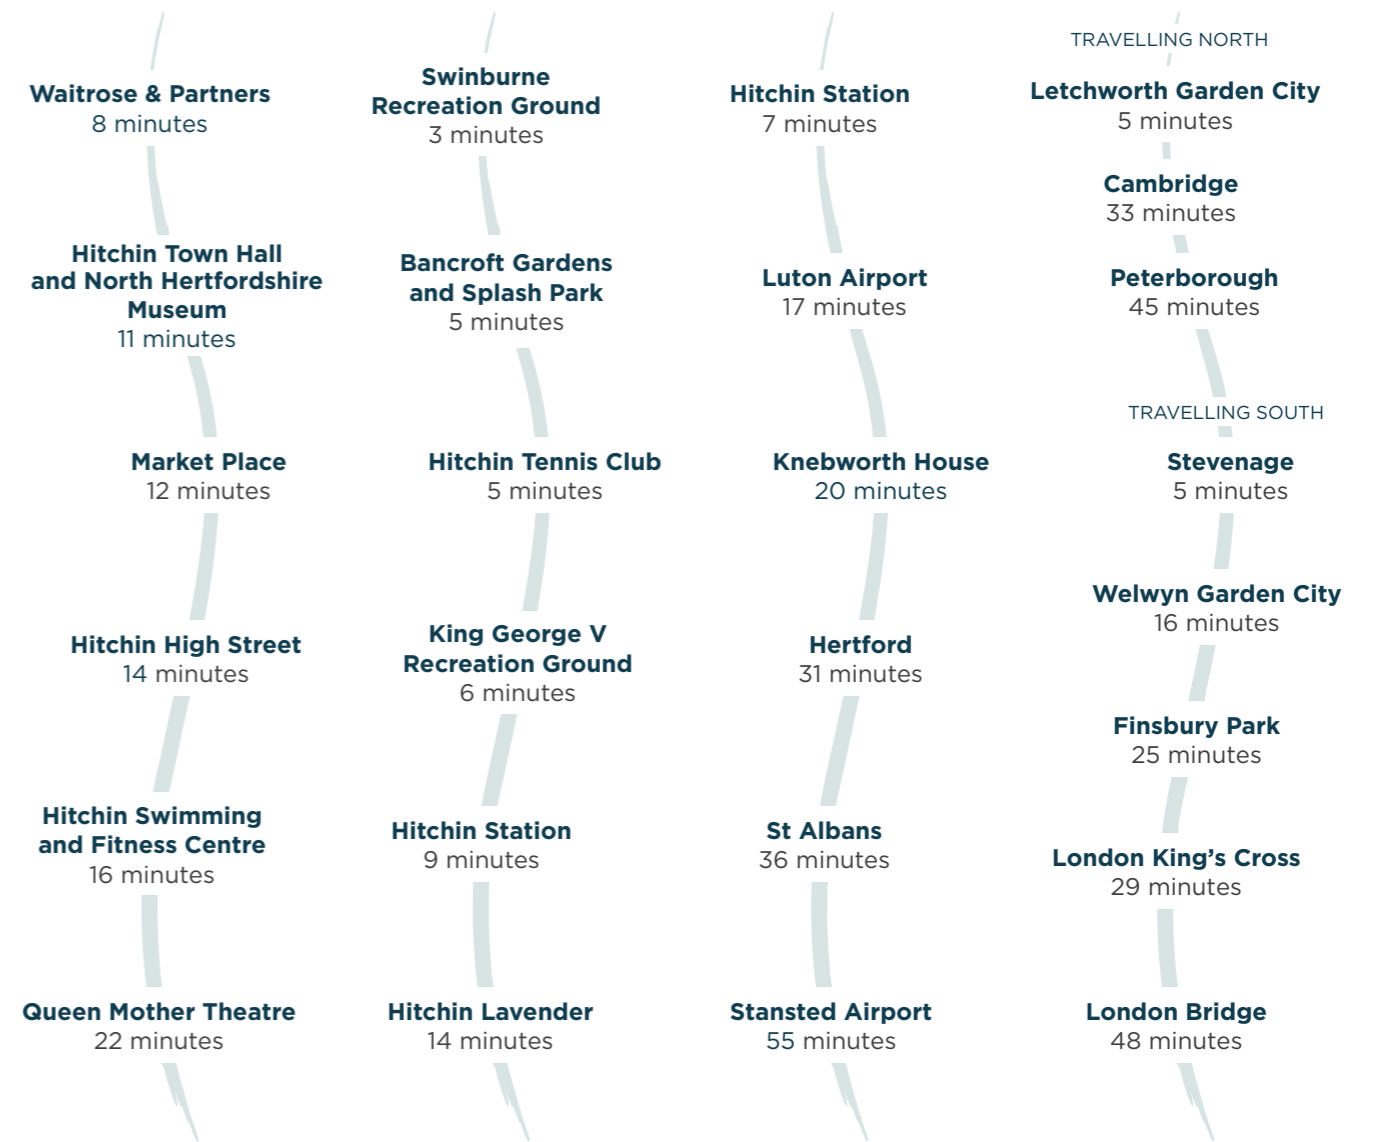 Waitrose & Partners
8 minutes
Hitchin Town Hall
and North Hertfordshire
Museum
11 minutes
Market Place
12 minutes
Hitchin High Street
14 minutes
Hitchin Swimming
and Fitness Centre
16 minutes
Queen Mother Theatre
22 minutes
Swinburne
Recreation Ground
3 minutes
Bancroft Gardens
and Splash Park
5 minutes
Hitchin Tennis Club
5 minutes
King George V
Recreation Ground
6 minutes
Hitchin Station
9 minutes
Hitchin Lavender
14 minutes
Hitchin Station
7 minutes
Luton Airport
17 minutes
Knebworth House
20 minutes
Hertford
31 minutes
St Albans
36 minutes
Stansted Airport
55 minutes
TRAVELLING NORTH
Letchworth Garden City
5 minutes
Cambridge
33 minutes
Peterborough
45 minutes
TRAVELLING SOUTH
Stevenage
5 minutes
Welwyn Garden City
16 minutes
Finsbury Park
25 minutes
London King’s Cross
29 minutes
London Bridge
48 minutes